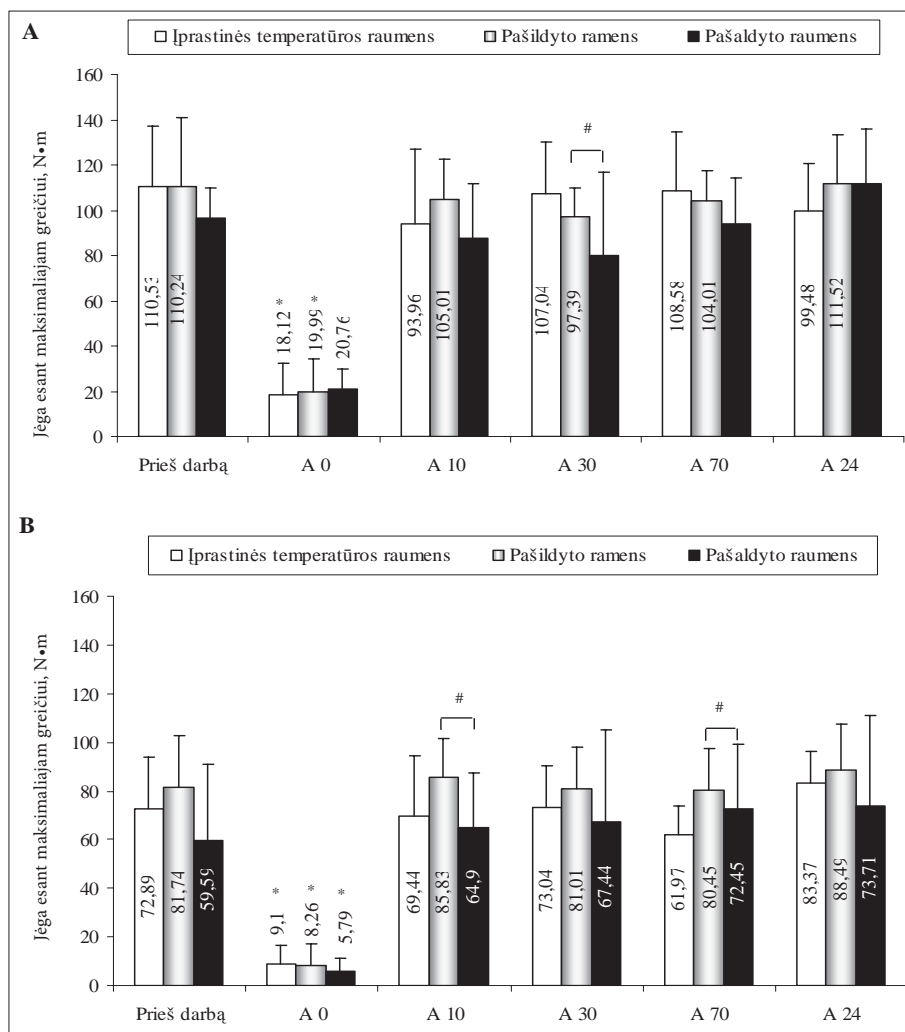 A
Įprastinės temperatūros raumens Pašildyto ramens Pašaldyto raumens
Jėga esant maksimaliajam greičiui, N•m
160
140
120
100
80
60
40
20
0
110,53 110,24
18,12 * 19,99 * 20,76
93,96 105,01
#
107,04 97,39
108,58 104,01
99,48 111,52
Prieš darbą A 0 A 10 A 30 A 70 A 24
B
Įprastinės temperatūros raumens Pašildyto ramens Pašaldyto raumens
Jėga esant maksimaliajam greičiui, N•m
160
140
120
100
80
60
40
20
0
72,89 81,74 59,59
9,1 * 8,26 * 5,79 *
#
69,44 85,83 64,9
73,04 81,01 67,44
#
61,97 80,45 72,45
83,37 88,49 73,71
Prieš darbą A 0 A 10 A 30 A 70 A 24